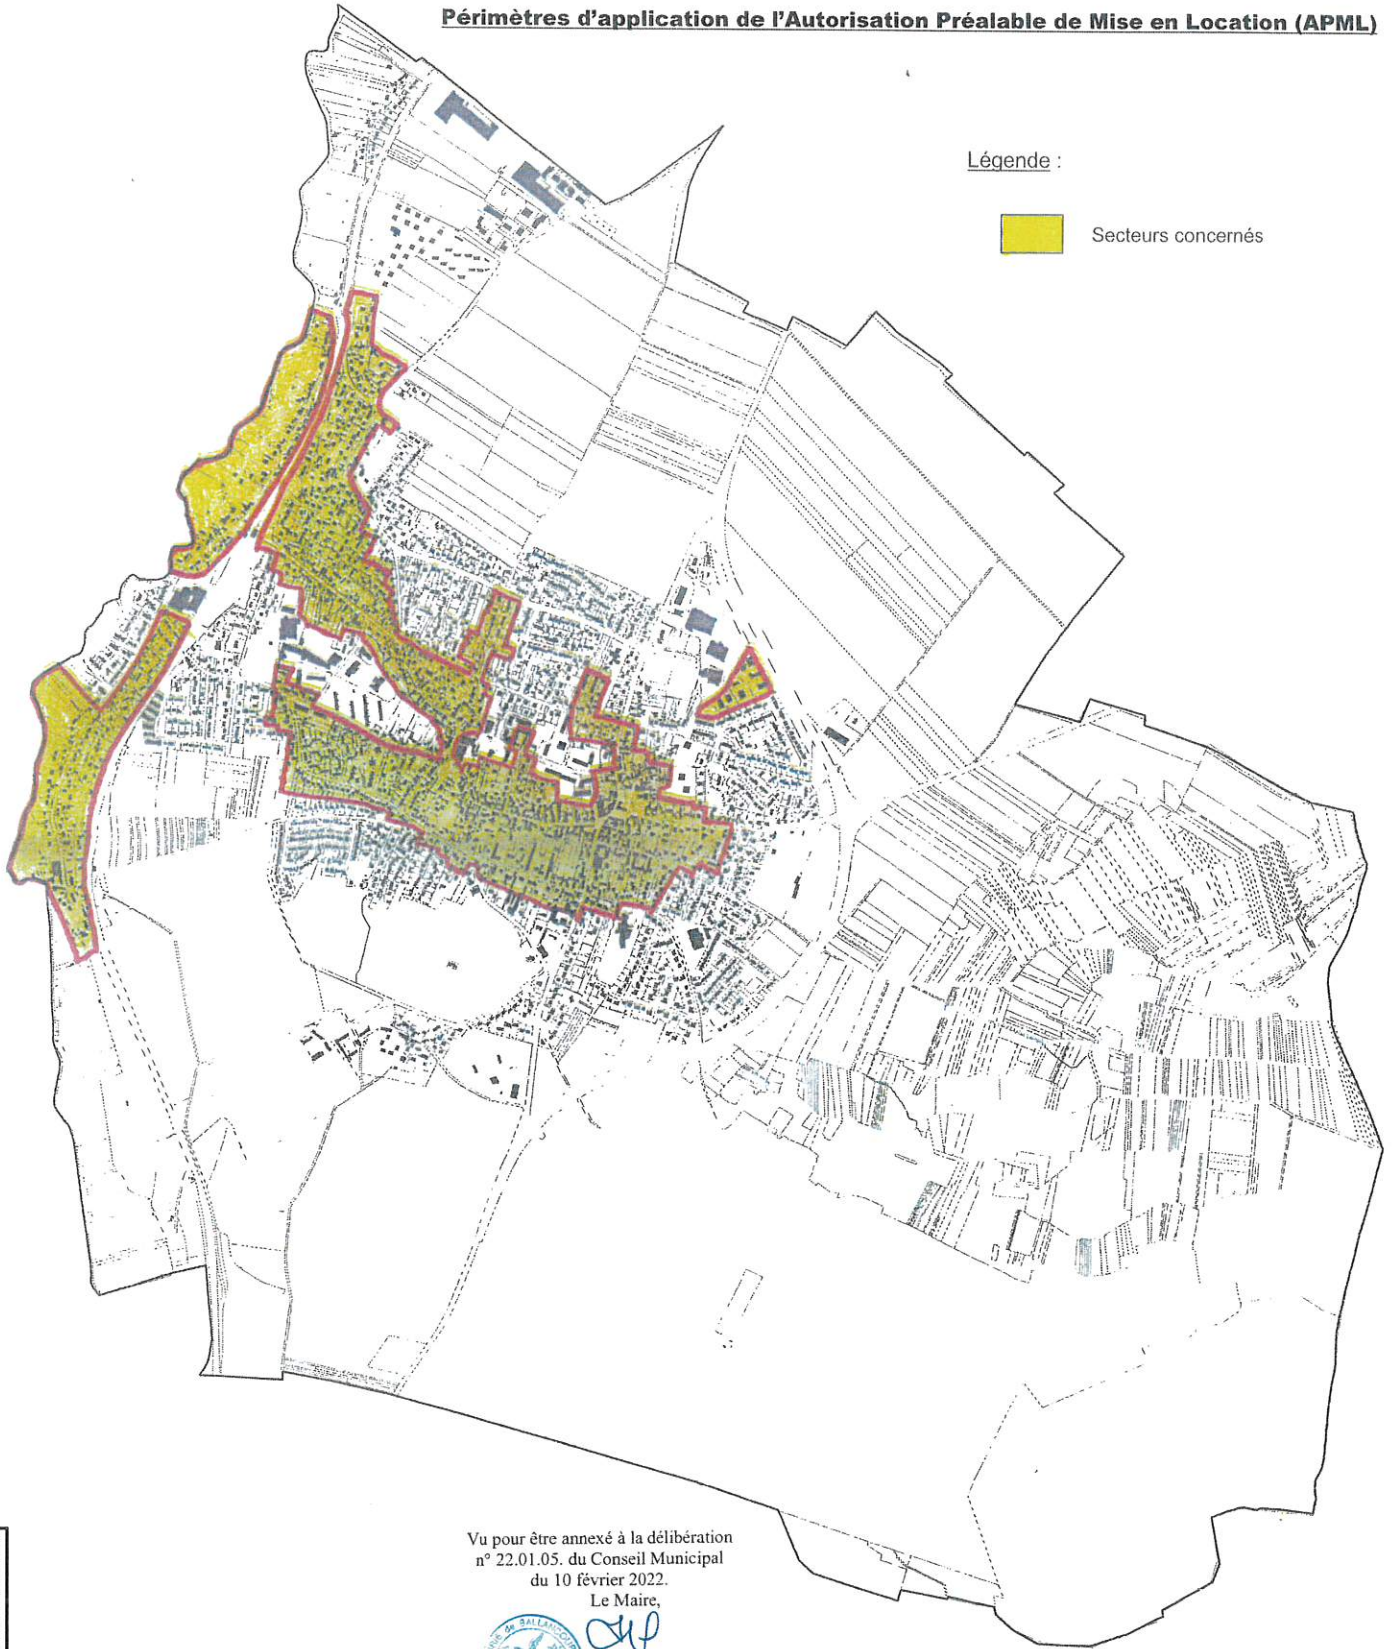 Périmètres d'application de l'Autorisation Préalable de Mise en Location (APML)
Légende :
Secteurs concernés
Vu pour être annexé à la délibération
n° 22.01.05. du Conseil Municipal
du 10 février 2022.
Le Maire,